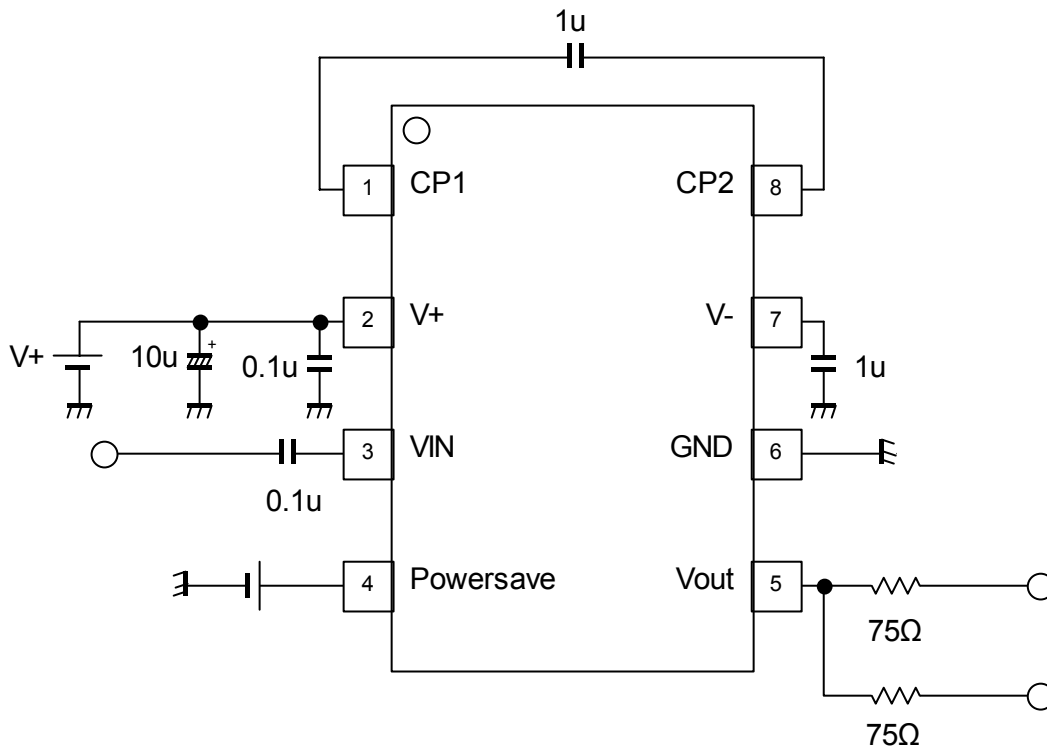 1u
1
CP1
CP2
8
V+
10u
+
0.1u
2
V+
V-
7
1u
3
VIN
GND
6
0.1u
4
Powersave
Vout
5
75Ω
75Ω